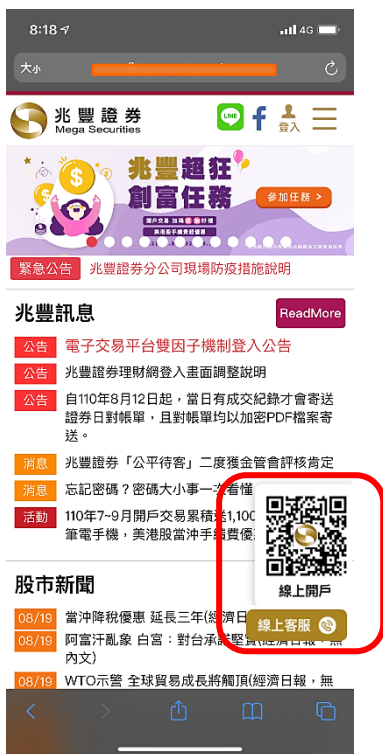 8:18
4G
大小
兆豐證券
Mega Securities
LINE
f
登入
兆豐超狂
創富任務
參加任務 >
緊急公告 兆豐證券分公司現場防疫措施說明
兆豐訊息
ReadMore
公告 電子交易平台雙因子機制登入公告
公告 兆豐證券理財網登入畫面調整說明
公告 自110年8月12日起，當日有成交紀錄才會寄送
證券日對帳單，且對帳單均以加密PDF檔案寄
送。
消息 兆豐證券「公平待客」二度獲金管會評核肯定
消息 忘記密碼？密碼大小事一次看懂
活動 110年7~9月開戶交易累積送1,100
筆電手機，美港股當沖手續費優
線上開戶
線上客服
股市新聞
08/19 當沖降稅優惠 延長三年(經濟日
08/19 阿富汗亂象 白宮：對台承諾堅實(經濟日報，無
內文)
08/19 WTO示警 全球貿易成長將觸頂(經濟日報，無